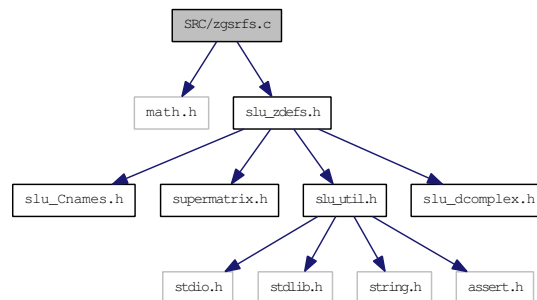 SRC/zgsrfs.c
math.h
slu_zdefs.h
slu_Cnames.h
supermatrix.h
slu_util.h
slu_dcomplex.h
stdio.h
stdlib.h
string.h
assert.h